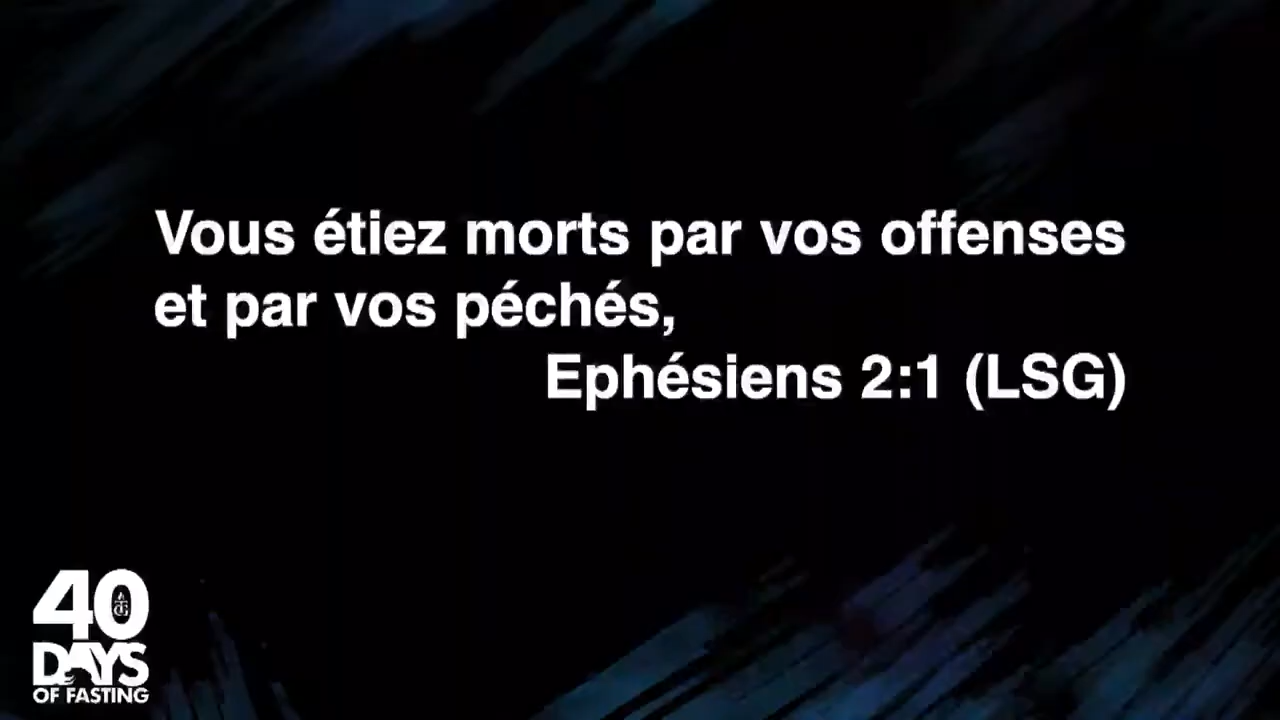 Vous étiez morts par vos offenses
et par vos péchés,
Ephésiens 2:1 (LSG)
40
DAYS
OF FASTING